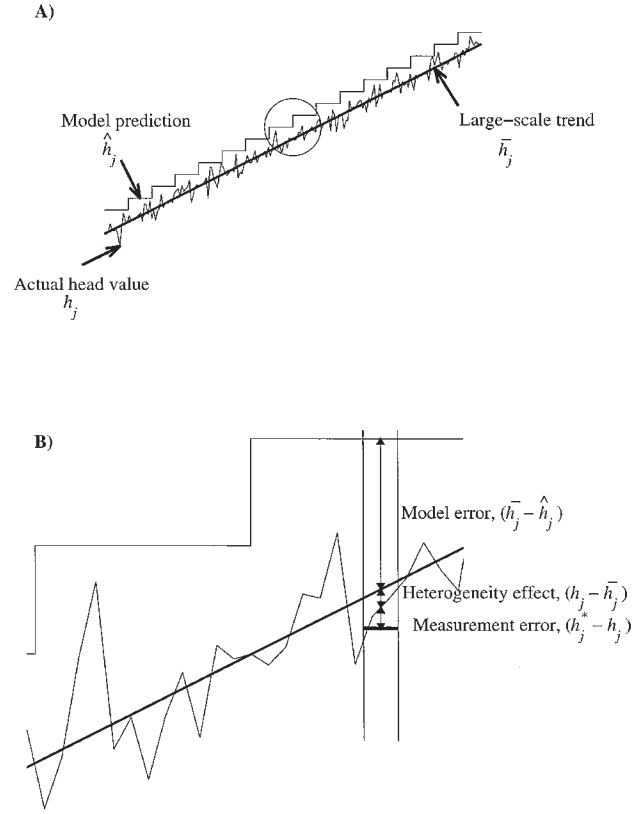 A)
Model prediction
ĥ_j
Large-scale trend
h̄_j
Actual head value
h_j
B)
Model error, (h̄_j – ĥ_j)
Heterogeneity effect, (h_j – h̄_j)
Measurement error, (h*_j – h_j)